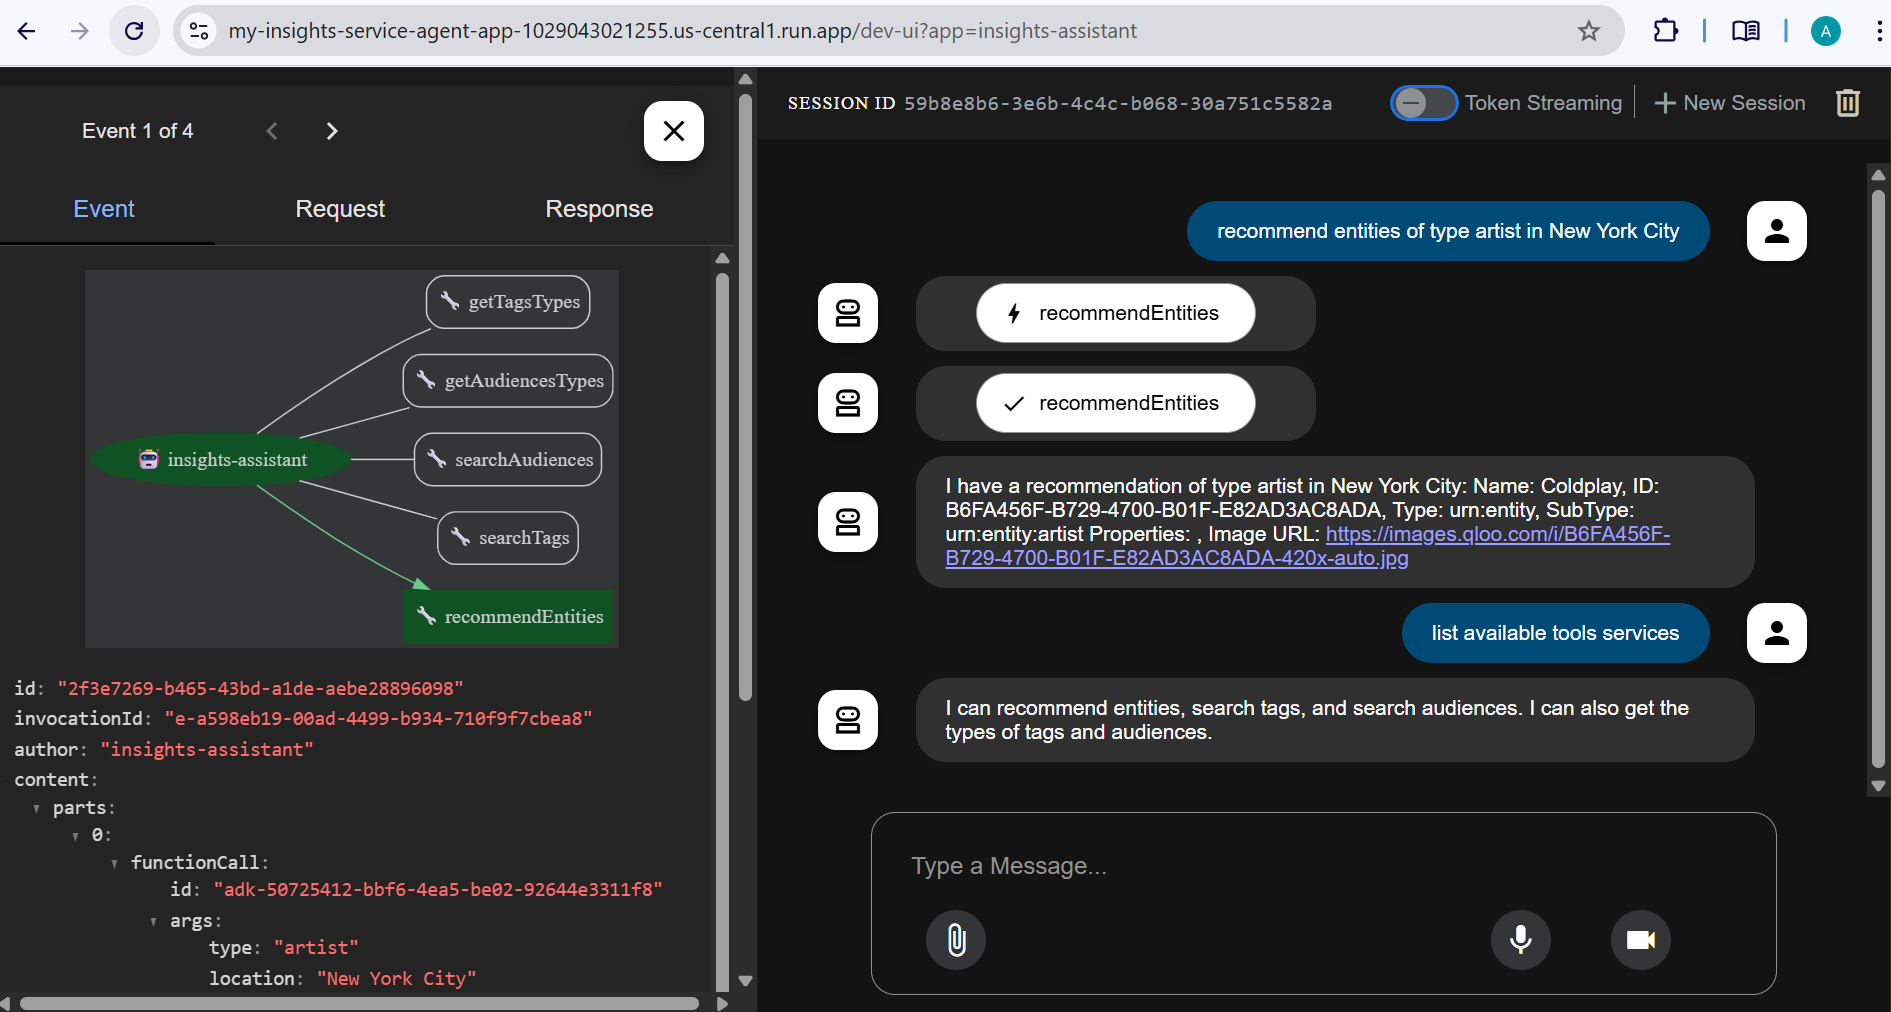 my-insights-service-agent-app-1029043021255.us-central1.run.app/dev-ui?app=insights-assistant
A
Event 1 of 4
Event Request Response
getTagsTypes
getAudiencesTypes
insights-assistant
searchAudiences
searchTags
recommendEntities
id: "2f3e7269-b465-43bd-a1de-aebe28896098"
invocationId: "e-a598eb19-00ad-4499-b934-710f9f7cbea8"
author: "insights-assistant"
content:
parts:
0:
functionCall:
id: "adk-50725412-bbf6-4ea5-be02-92644e3311f8"
args:
type: "artist"
location: "New York City"
SESSION ID 59b8e8b6-3e6b-4c4c-b068-30a751c5582a
Token Streaming
New Session
recommend entities of type artist in New York City
recommendEntities
recommendEntities
I have a recommendation of type artist in New York City: Name: Coldplay, ID:
B6FA456F-B729-4700-B01F-E82AD3AC8ADA, Type: urn:entity, SubType:
urn:entity:artist Properties: , Image URL: https://images.qloo.com/i/B6FA456F-
B729-4700-B01F-E82AD3AC8ADA-420x-auto.jpg
list available tools services
I can recommend entities, search tags, and search audiences. I can also get the
types of tags and audiences.
Type a Message...